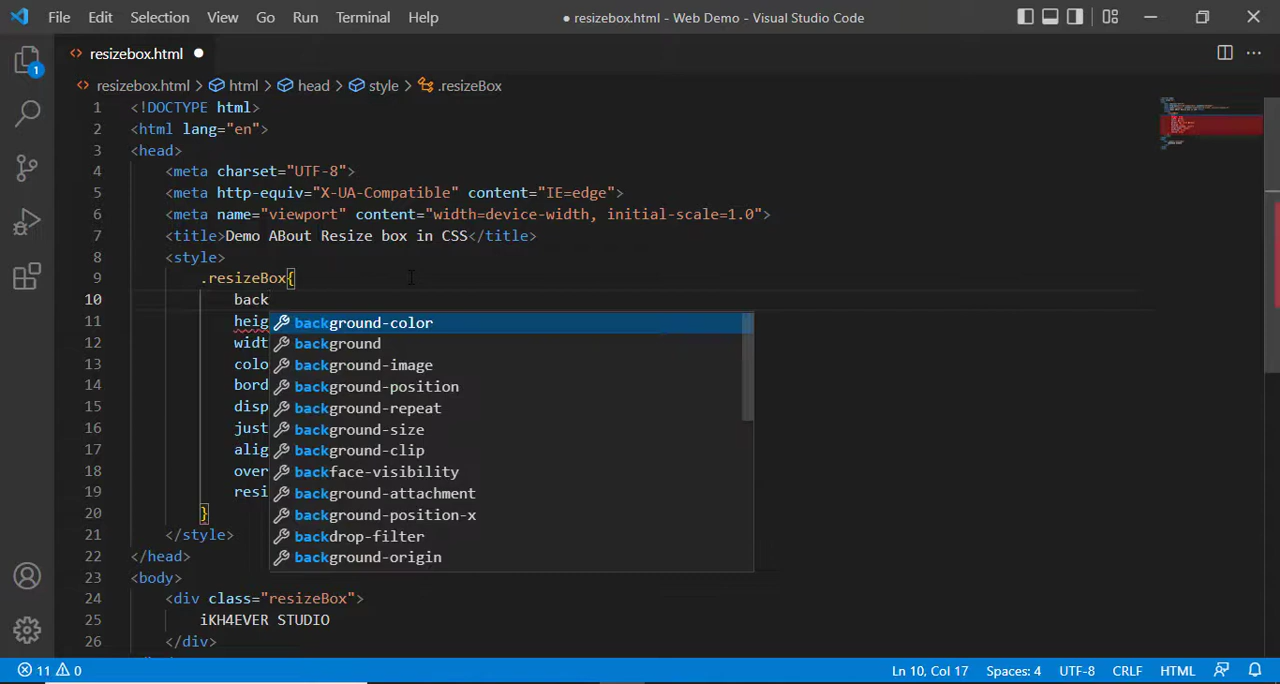 File Edit Selection View Go Run Terminal Help ● resizebox.html - Web Demo - Visual Studio Code
resizebox.html
resizebox.html > html > head > style > .resizeBox
1 <!DOCTYPE html>
2 <html lang="en">
3 <head>
4 <meta charset="UTF-8">
5 <meta http-equiv="X-UA-Compatible" content="IE=edge">
6 <meta name="viewport" content="width=device-width, initial-scale=1.0">
7 <title>Demo ABout Resize box in CSS</title>
8 <style>
9 .resizeBox{
10 back
11 heig
background-color
12 widt
background
13 colo
background-image
14 bord
background-position
15 disp
background-repeat
16 just
background-size
17 alig
background-clip
18 over
backface-visibility
19 resi
background-attachment
20 }
background-position-x
21 </style>
backdrop-filter
22 </head>
background-origin
23 <body>
24 <div class="resizeBox">
25 iKH4EVER STUDIO
26 </div>
1
11 0 Ln 10, Col 17 Spaces: 4 UTF-8 CRLF HTML